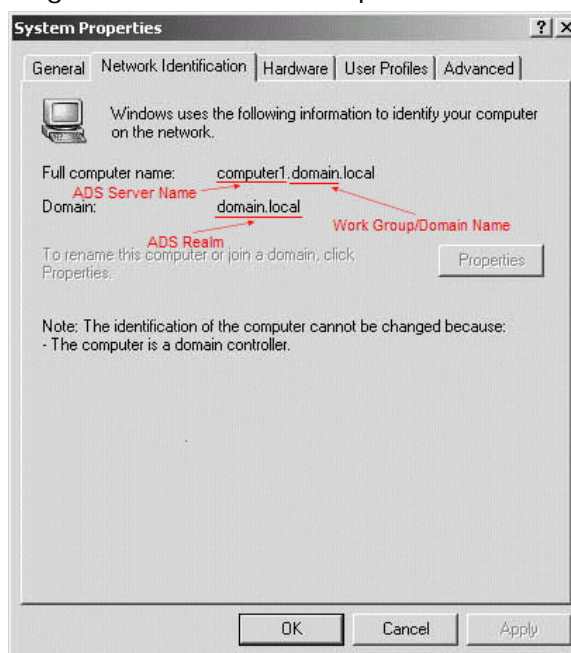 System Properties
General Network Identification Hardware User Profiles Advanced
Windows uses the following information to identify your computer
on the network.
Full computer name: computer1.domain.local
ADS Server Name
Domain: domain.local
Work Group/Domain Name
ADS Realm
To rename this computer or join a domain, click
Properties.
Properties
Note: The identification of the computer cannot be changed because:
- The computer is a domain controller.
OK Cancel Apply